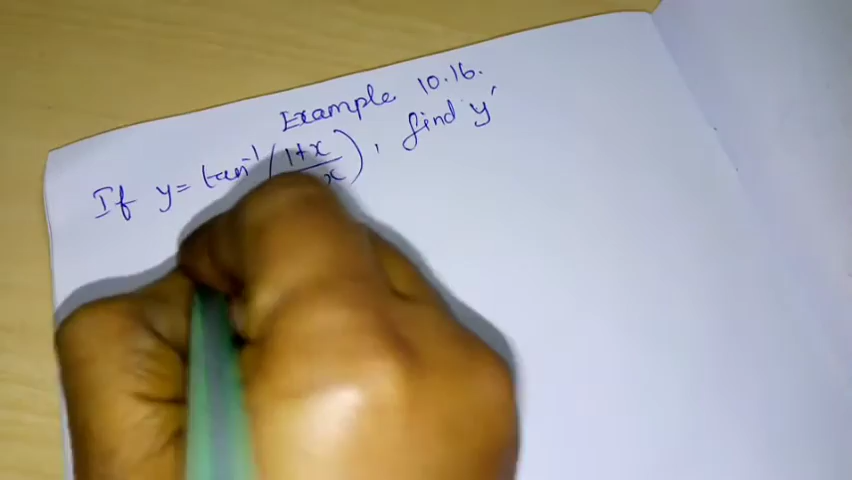 Example 10.16.
If y = tan⁻¹ (1+x / x), find y'